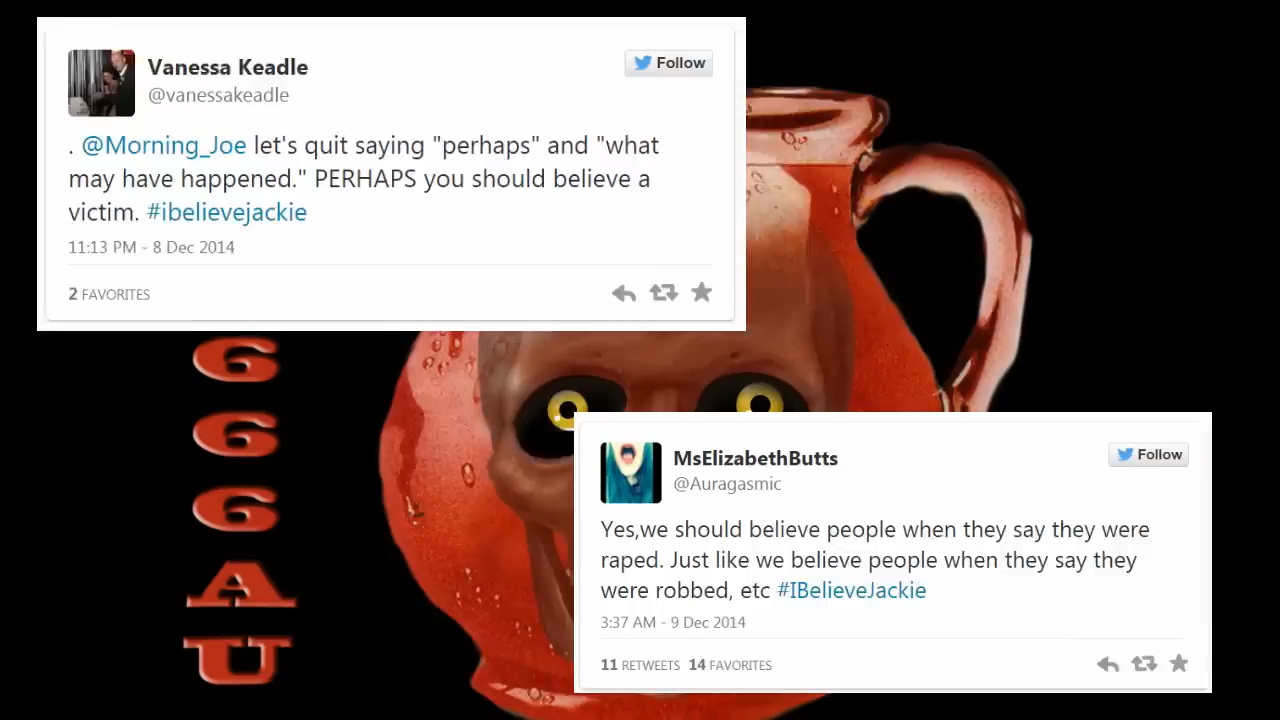 Vanessa Keadle
@vanessakeadle
Follow
. @Morning_Joe let's quit saying "perhaps" and "what
may have happened." PERHAPS you should believe a
victim. #ibelievejackie
11:13 PM - 8 Dec 2014
2 FAVORITES
6
6
6
A
U
MsElizabethButts
@Auragasmic
Follow
Yes,we should believe people when they say they were
raped. Just like we believe people when they say they
were robbed, etc #IBelieveJackie
3:37 AM - 9 Dec 2014
11 RETWEETS 14 FAVORITES